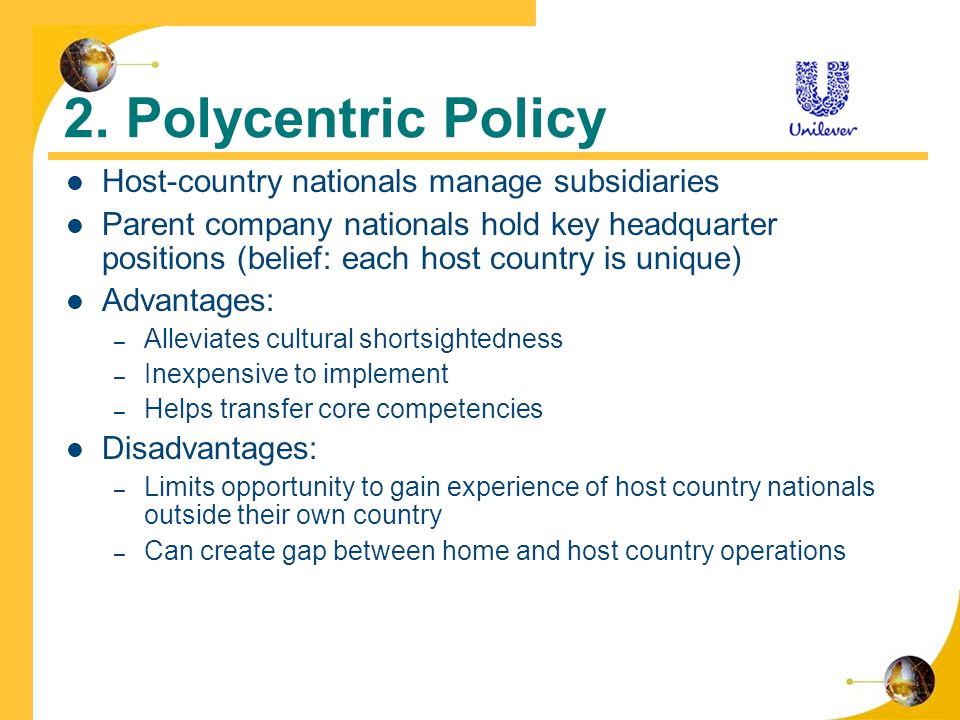 2. Polycentric Policy
Unilever
● Host-country nationals manage subsidiaries
● Parent company nationals hold key headquarter
positions (belief: each host country is unique)
● Advantages:
– Alleviates cultural shortsightedness
– Inexpensive to implement
– Helps transfer core competencies
● Disadvantages:
– Limits opportunity to gain experience of host country nationals
outside their own country
– Can create gap between home and host country operations